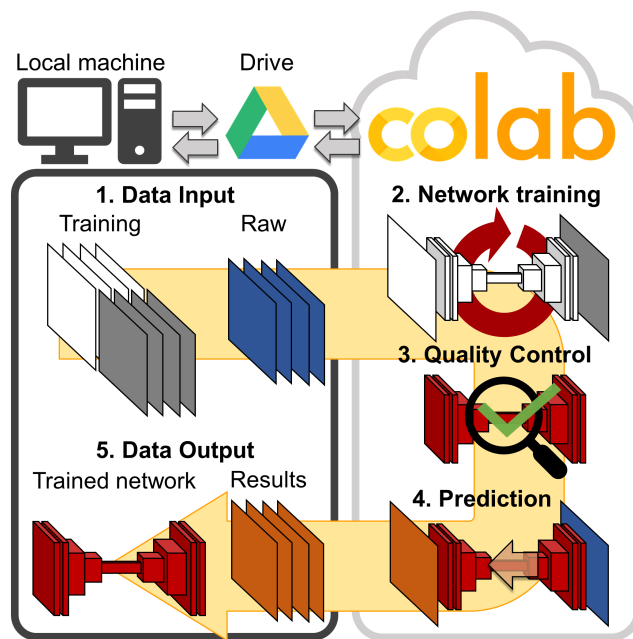 Local machine
Drive
colab
1. Data Input
Training
Raw
2. Network training
3. Quality Control
4. Prediction
5. Data Output
Trained network
Results